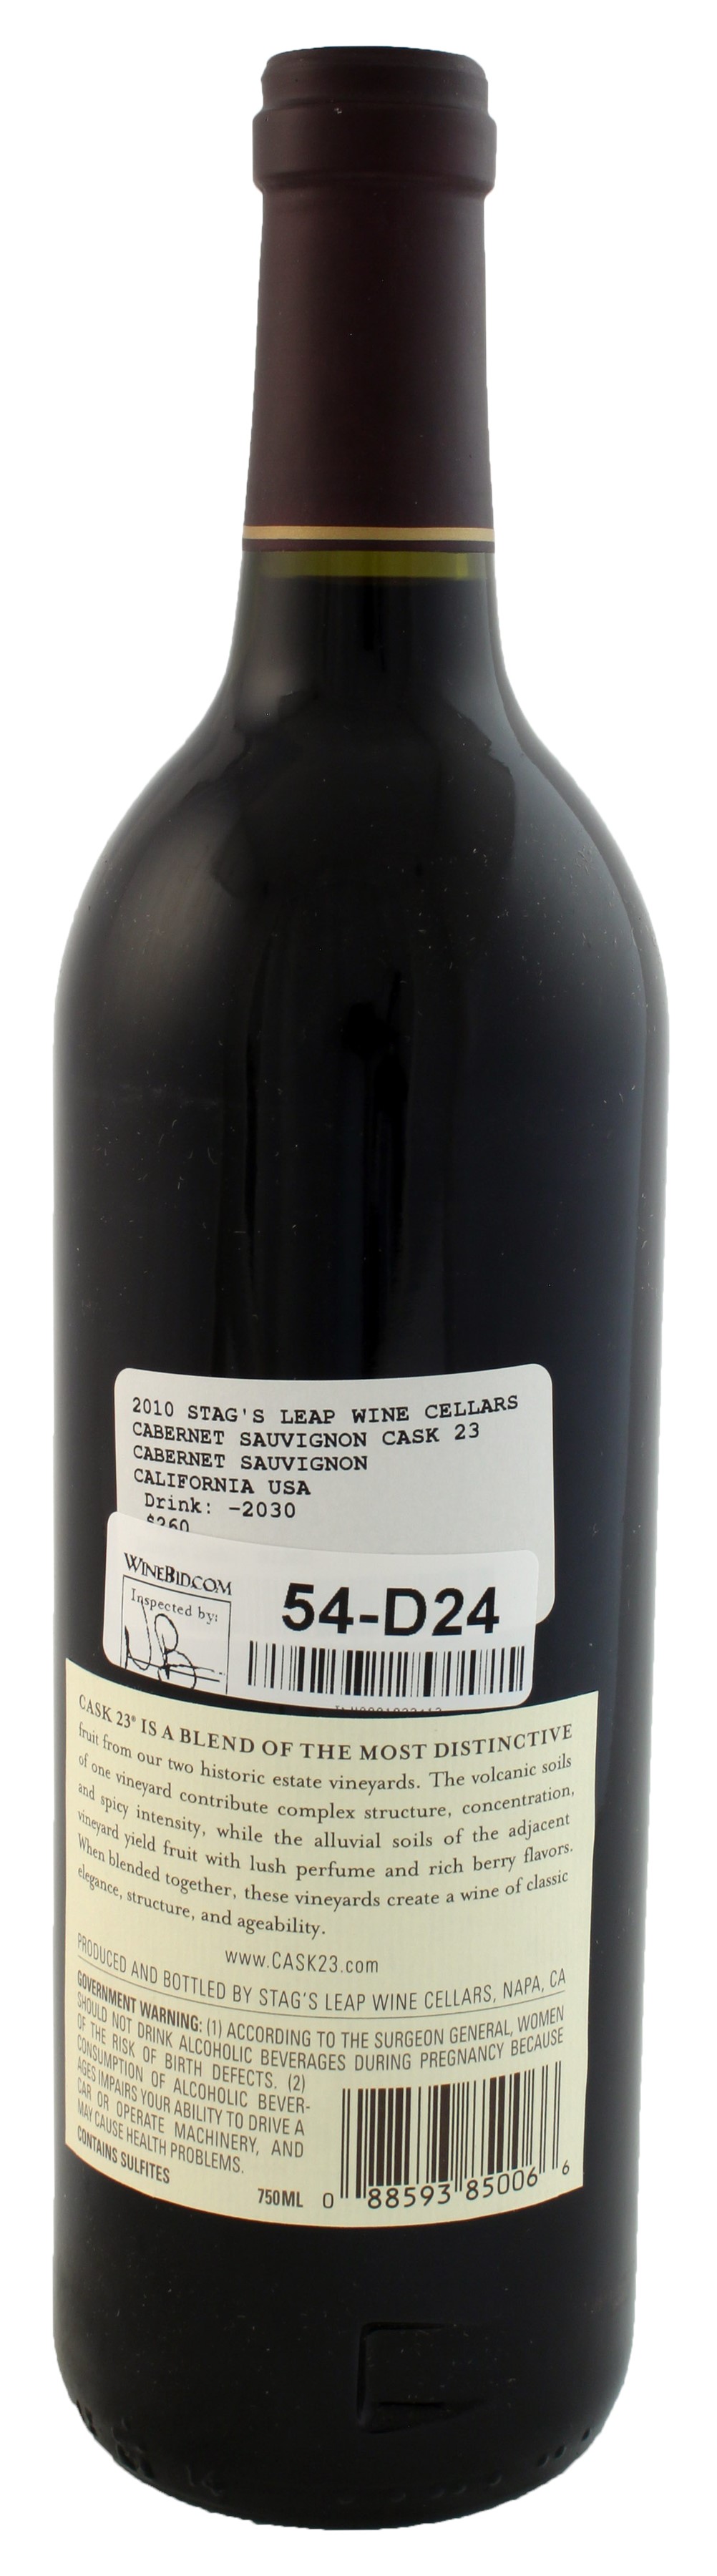 2010 STAG'S LEAP WINE CELLARS
CABERNET SAUVIGNON CASK 23
CABERNET SAUVIGNON
CALIFORNIA USA
Drink: -2030
$260
WINEBID.COM
Inspected by:
54-D24
CASK 23® IS A BLEND OF THE MOST DISTINCTIVE
fruit from our two historic estate vineyards. The volcanic soils
of one vineyard contribute complex structure, concentration,
and spicy intensity, while the alluvial soils of the adjacent
vineyard yield fruit with lush perfume and rich berry flavors.
When blended together, these vineyards create a wine of classic
elegance, structure, and ageability.
www.CASK23.com
PRODUCED AND BOTTLED BY STAG'S LEAP WINE CELLARS, NAPA, CA
GOVERNMENT WARNING: (1) ACCORDING TO THE SURGEON GENERAL, WOMEN
SHOULD NOT DRINK ALCOHOLIC BEVERAGES DURING PREGNANCY BECAUSE
OF THE RISK OF BIRTH DEFECTS. (2)
CONSUMPTION OF ALCOHOLIC BEVER-
AGES IMPAIRS YOUR ABILITY TO DRIVE A
CAR OR OPERATE MACHINERY, AND
MAY CAUSE HEALTH PROBLEMS.
CONTAINS SULFITES
750ML
0 88593 85006 6